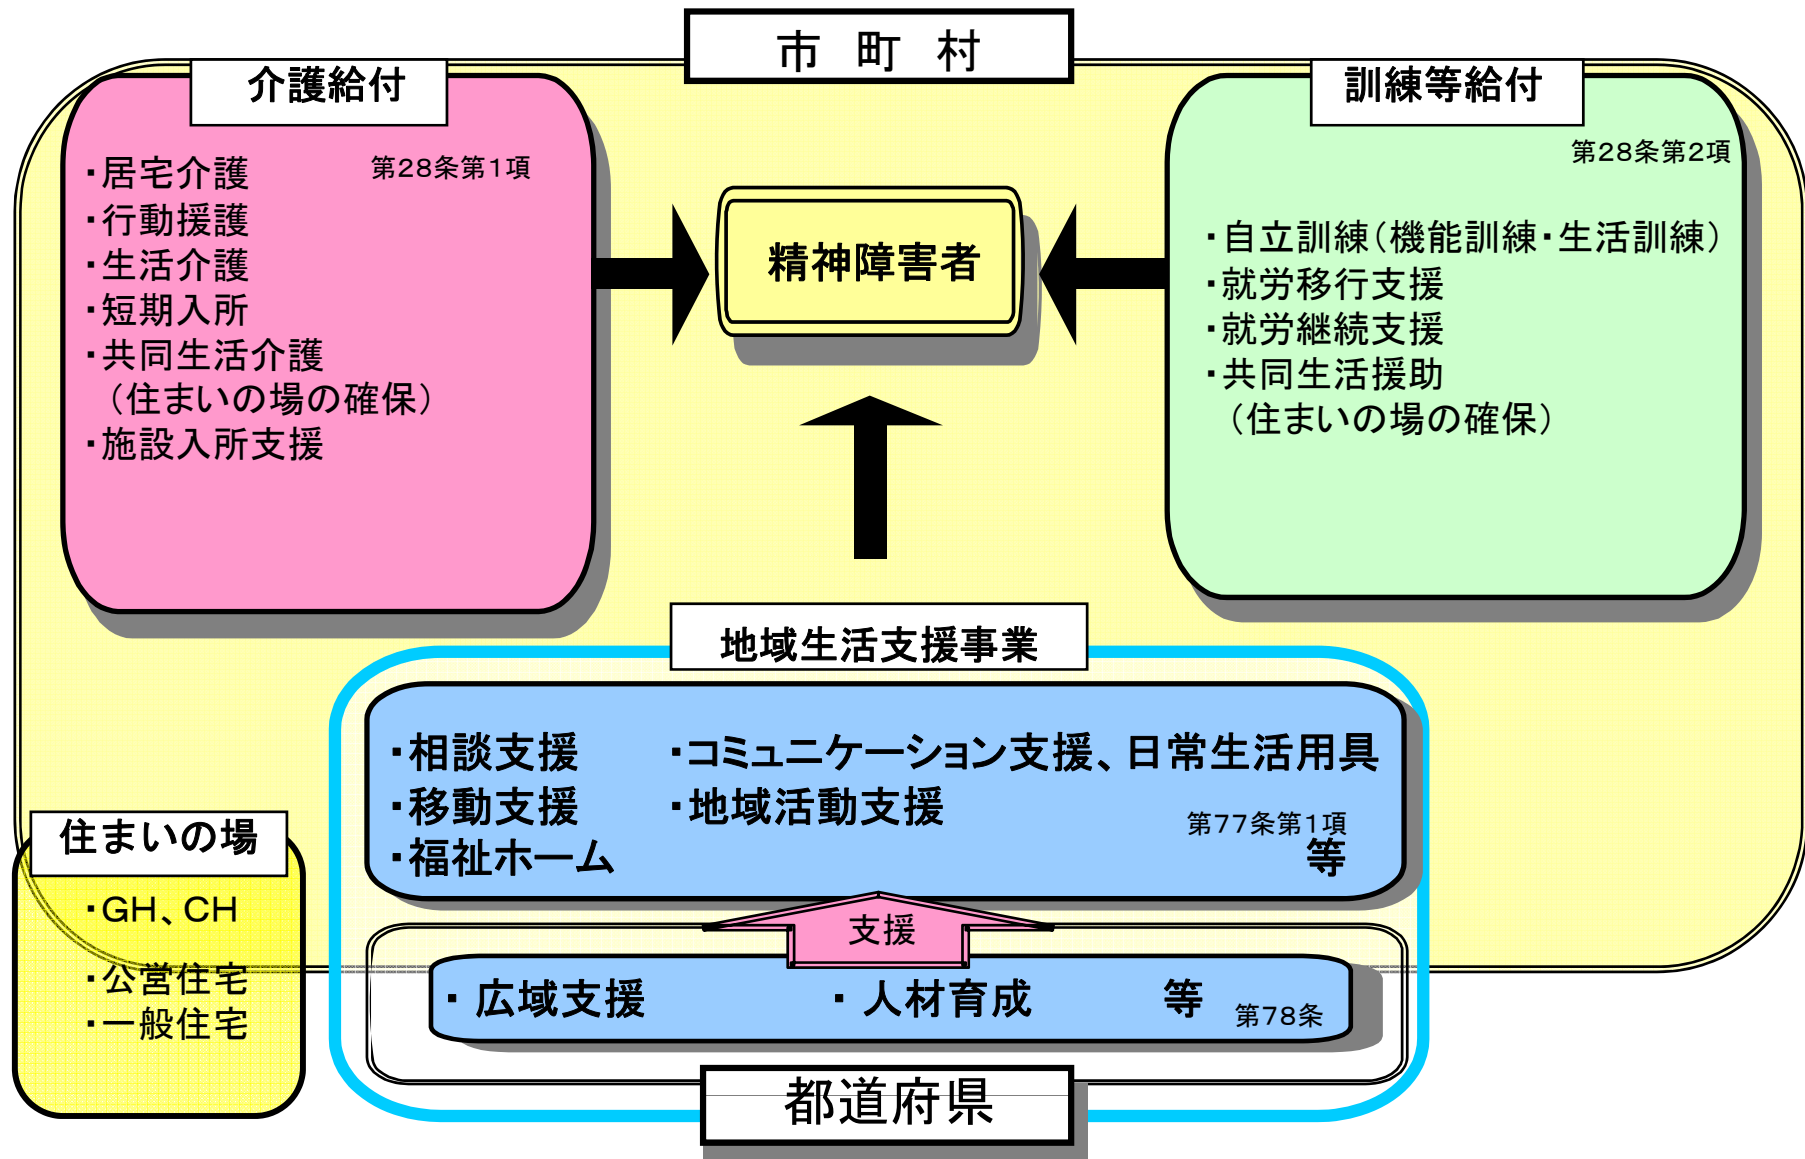 市 町 村
介護給付
第28条第1項
・居宅介護
・行動援護
・生活介護
・短期入所
・共同生活介護
（住まいの場の確保）
・施設入所支援
精神障害者
訓練等給付
第28条第2項
・自立訓練（機能訓練・生活訓練）
・就労移行支援
・就労継続支援
・共同生活援助
（住まいの場の確保）
地域生活支援事業
・相談支援 ・コミュニケーション支援、日常生活用具
・移動支援 ・地域活動支援
第77条第1項
・福祉ホーム 等
住まいの場
・GH、CH
・公営住宅
・一般住宅
支援
・広域支援 ・人材育成 等 第78条
都道府県